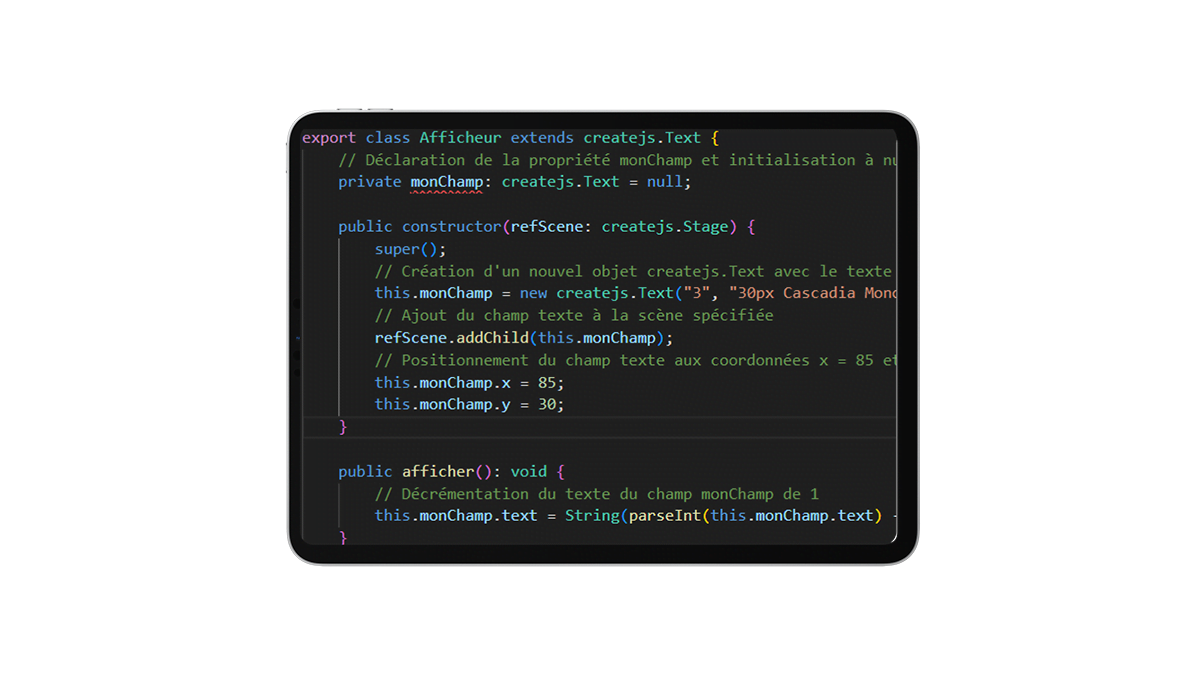 export class Afficheur extends createjs.Text {
// Déclaration de la propriété monChamp et initialisation à
private monChamp: createjs.Text = null;
public constructor(refScene: createjs.Stage) {
super();
// Création d'un nouvel objet createjs.Text avec le texte
this.monChamp = new createjs.Text("3", "30px Cascadia
// Ajout du champ texte à la scène spécifiée
refScene.addChild(this.monChamp);
// Positionnement du champ texte aux coordonnées x = 85 et
this.monChamp.x = 85;
this.monChamp.y = 30;
}
public afficher(): void {
// Décrémentation du texte du champ monChamp de 1
this.monChamp.text = String(parseInt(this.monChamp.text) -
}